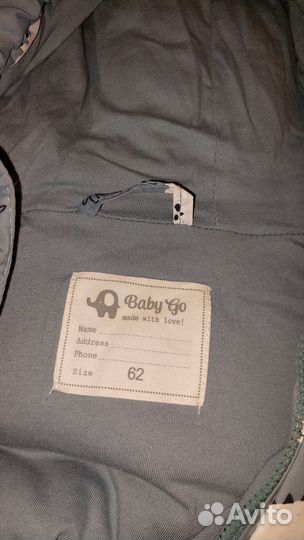 Baby Go
made with love!
Name
Address
Phone
Size 62
Avito